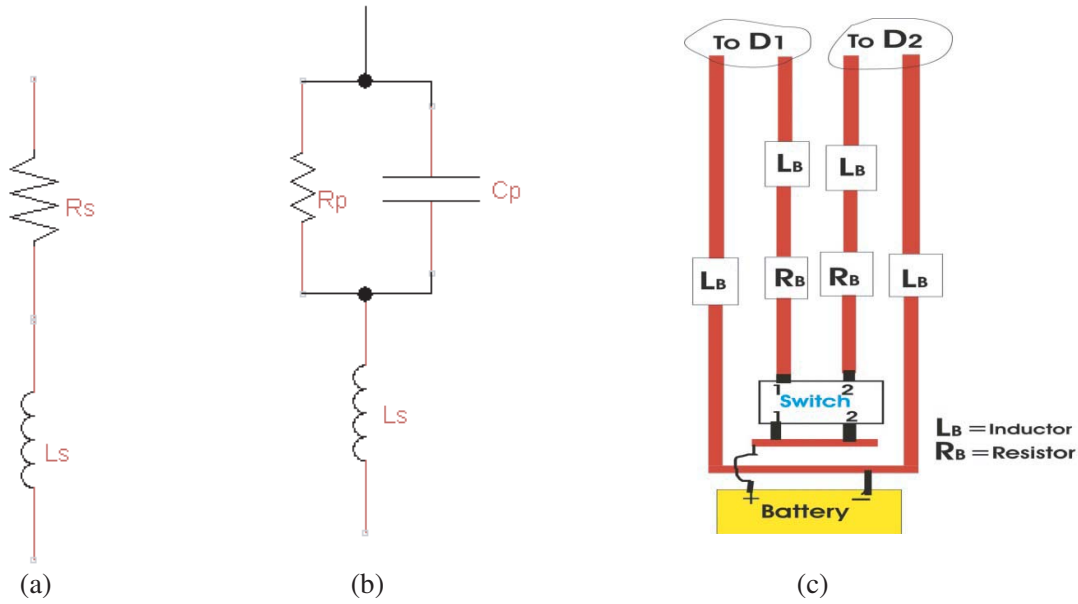 Rs
Ls
(a)
Rp
Cp
Ls
(b)
To D1
To D2
LB
LB
LB
RB
RB
LB
1
2
Switch
1
2
LB = Inductor
RB = Resistor
+
−
Battery
(c)